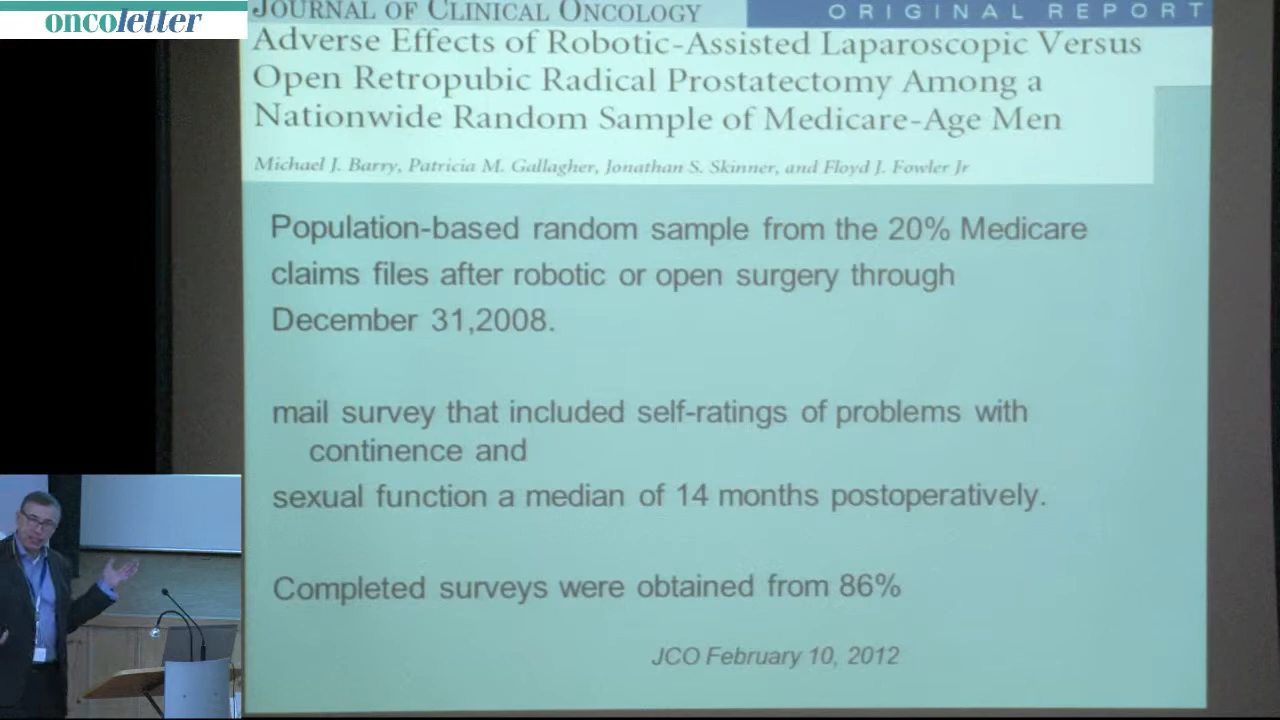 oncoletter
JOURNAL OF CLINICAL ONCOLOGY
ORIGINAL REPORT
Adverse Effects of Robotic-Assisted Laparoscopic Versus
Open Retropubic Radical Prostatectomy Among a
Nationwide Random Sample of Medicare-Age Men
Michael J. Barry, Patricia M. Gallagher, Jonathan S. Skinner, and Floyd J. Fowler Jr
Population-based random sample from the 20% Medicare
claims files after robotic or open surgery through
December 31,2008.
mail survey that included self-ratings of problems with
continence and
sexual function a median of 14 months postoperatively.
Completed surveys were obtained from 86%
JCO February 10, 2012